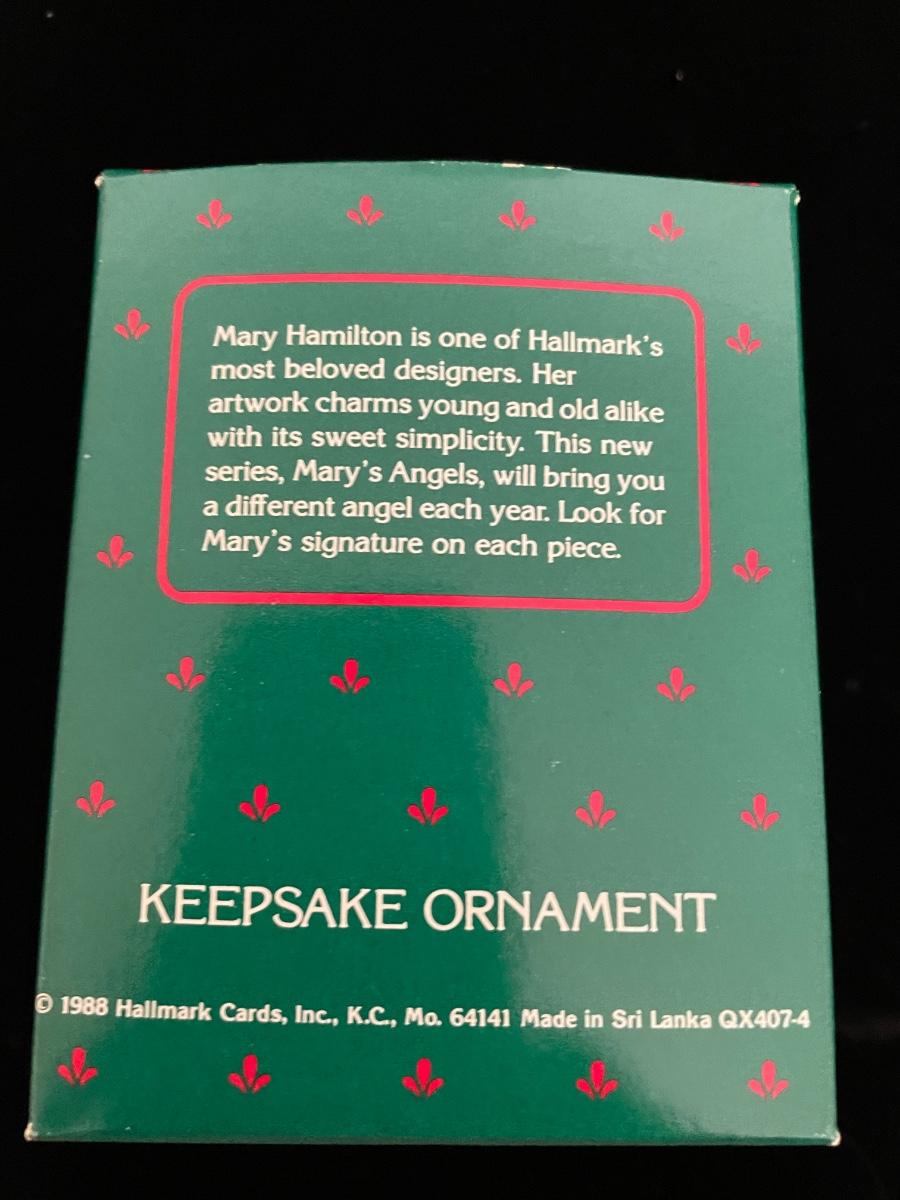 Mary Hamilton is one of Hallmark's
most beloved designers. Her
artwork charms young and old alike
with its sweet simplicity. This new
series, Mary's Angels, will bring you
a different angel each year. Look for
Mary's signature on each piece.
KEEPSAKE ORNAMENT
© 1988 Hallmark Cards, Inc., K.C., Mo. 64141 Made in Sri Lanka QX407-4